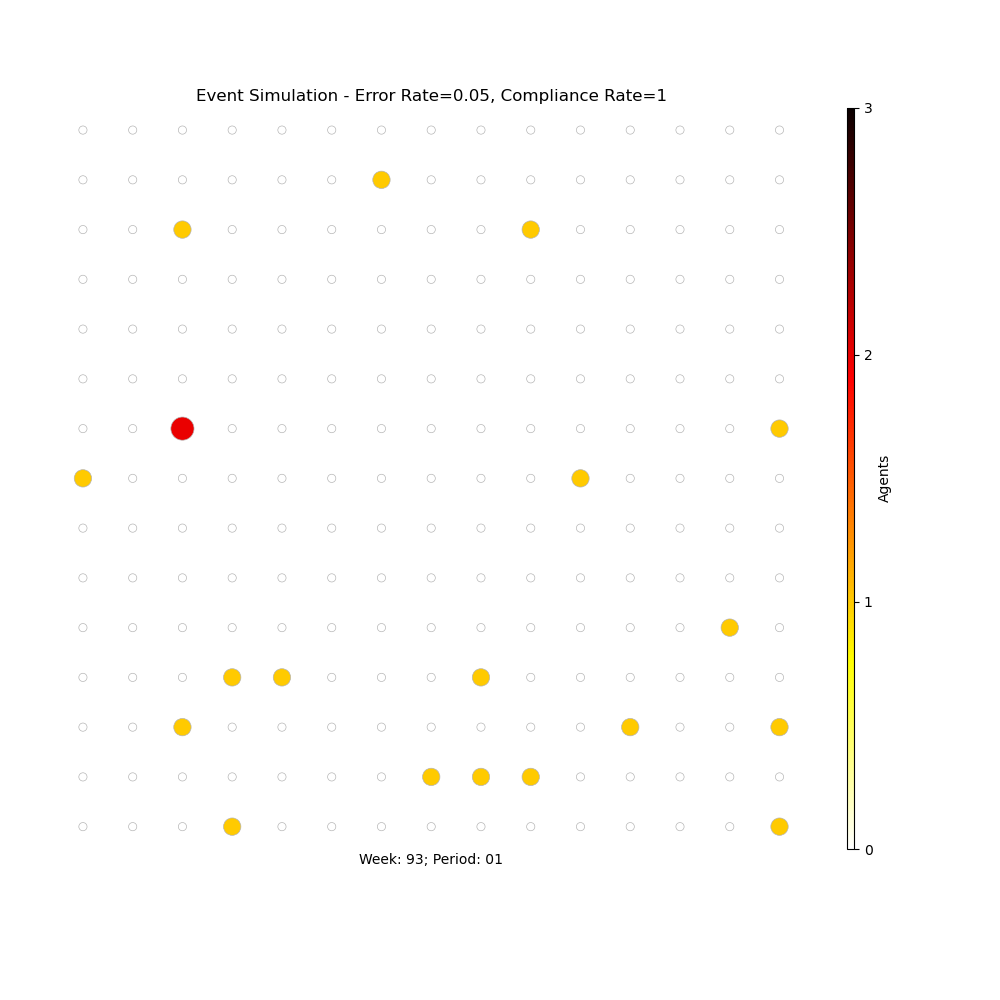 Event Simulation - Error Rate=0.05, Compliance Rate=1
3
2
Agents
1
0
Week: 93; Period: 01